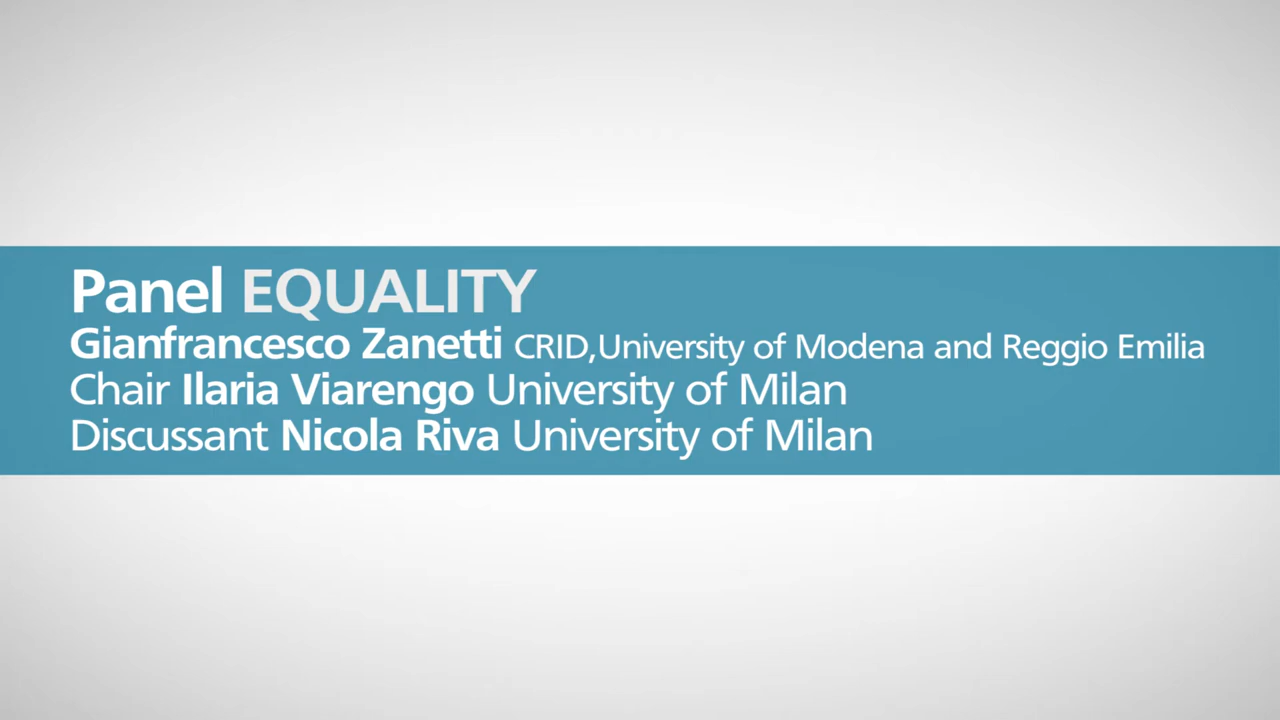 Panel EQUALITY
Gianfrancesco Zanetti CRID,University of Modena and Reggio Emilia
Chair Ilaria Viarengo University of Milan
Discussant Nicola Riva University of Milan